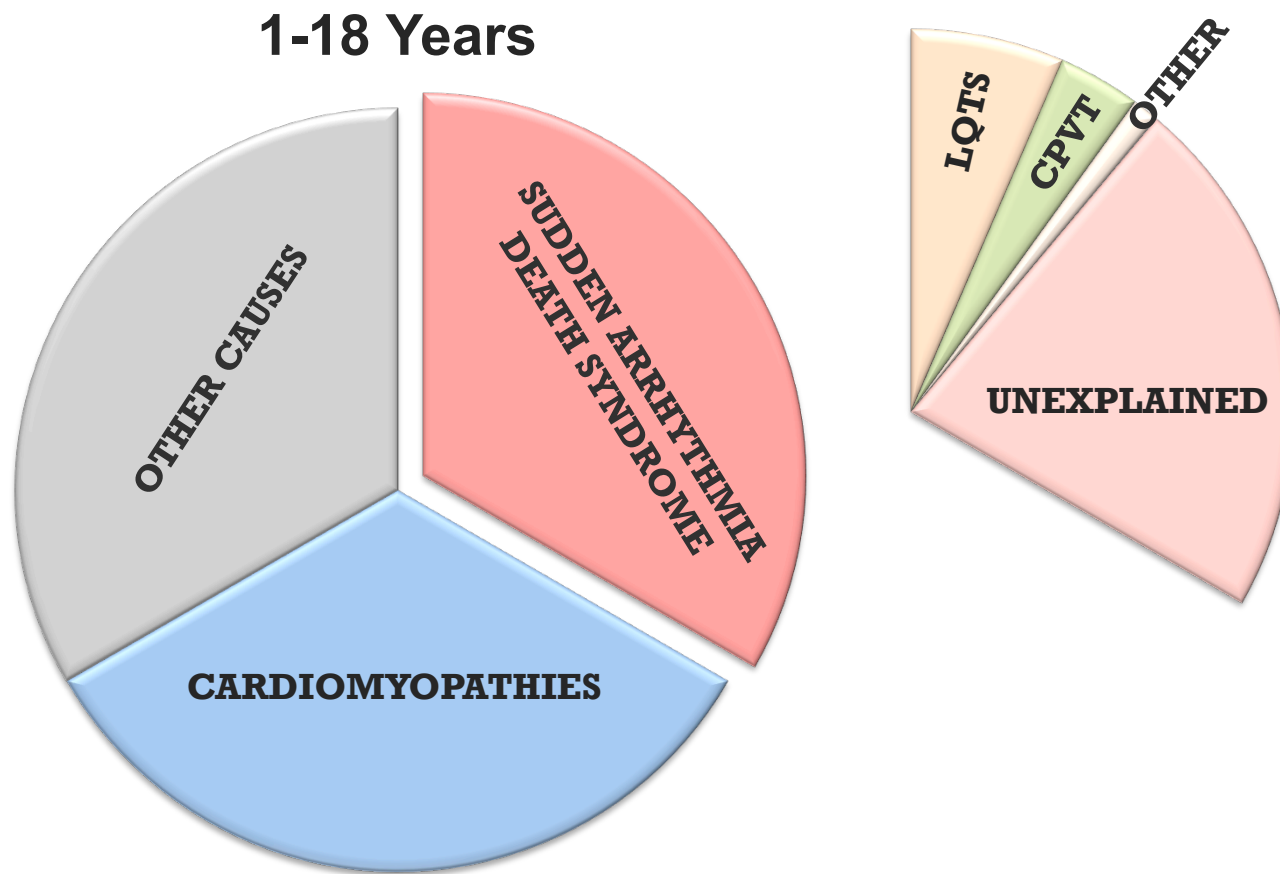 1-18 Years
OTHER CAUSES
SUDDEN ARRHYTHMIA
DEATH SYNDROME
CARDIOMYOPATHIES
LQTS
CPVT
OTHER
UNEXPLAINED